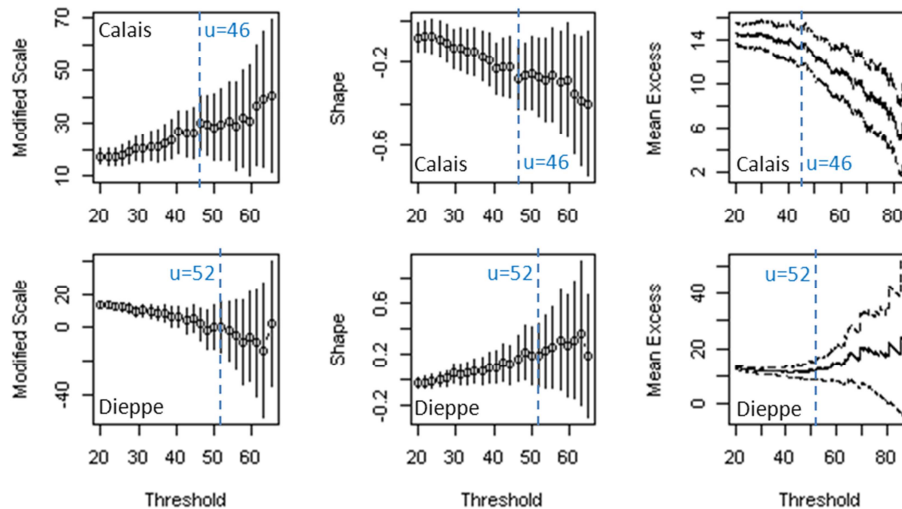 Modified Scale
70
50
30
10
Calais
u=46
20 30 40 50 60
Shape
-0.2
-0.6
Calais
u=46
20 30 40 50 60
Mean Excess
14
10
6
2
Calais
u=46
20 40 60 80
Modified Scale
20
0
-40
u=52
Dieppe
20 30 40 50 60
Threshold
Shape
0.6
0.2
-0.2
u=52
Dieppe
20 30 40 50 60
Threshold
Mean Excess
40
20
0
u=52
Dieppe
20 40 60 80
Threshold